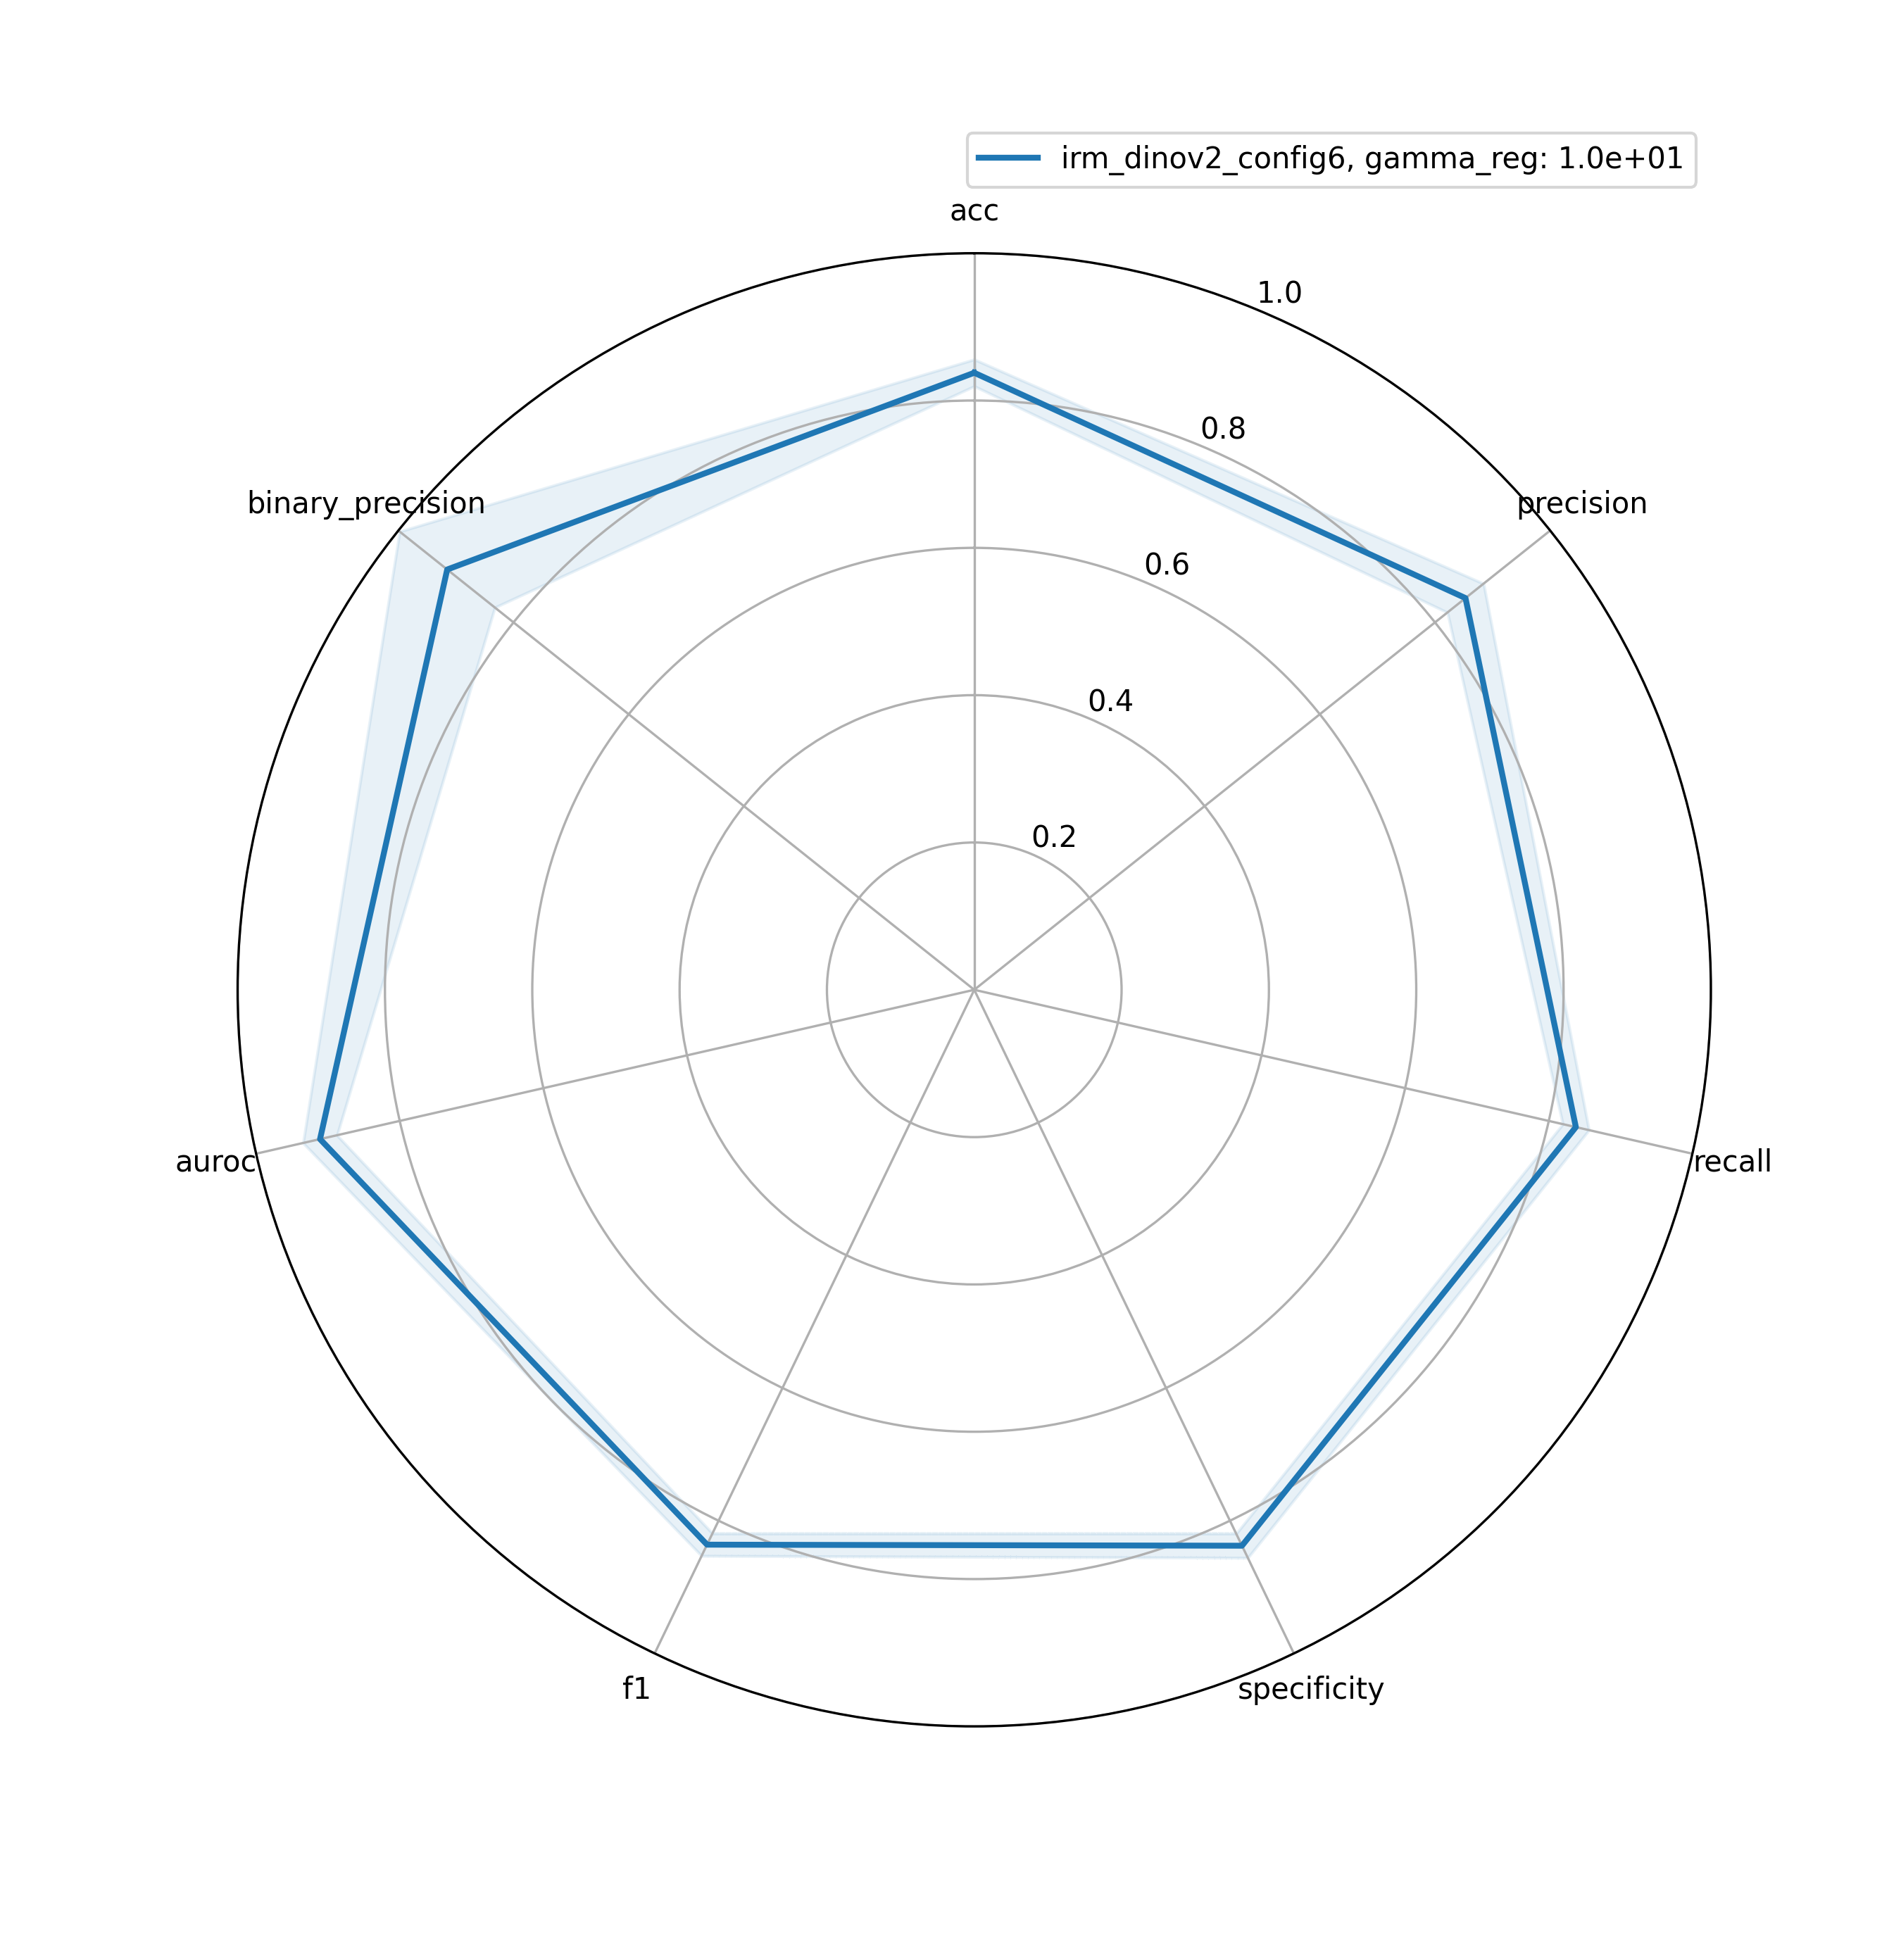 irm_dinov2_config6, gamma_reg: 1.0e+01
acc
1.0
0.8
binary_precision
precision
0.6
0.4
0.2
auroc
recall
f1
specificity